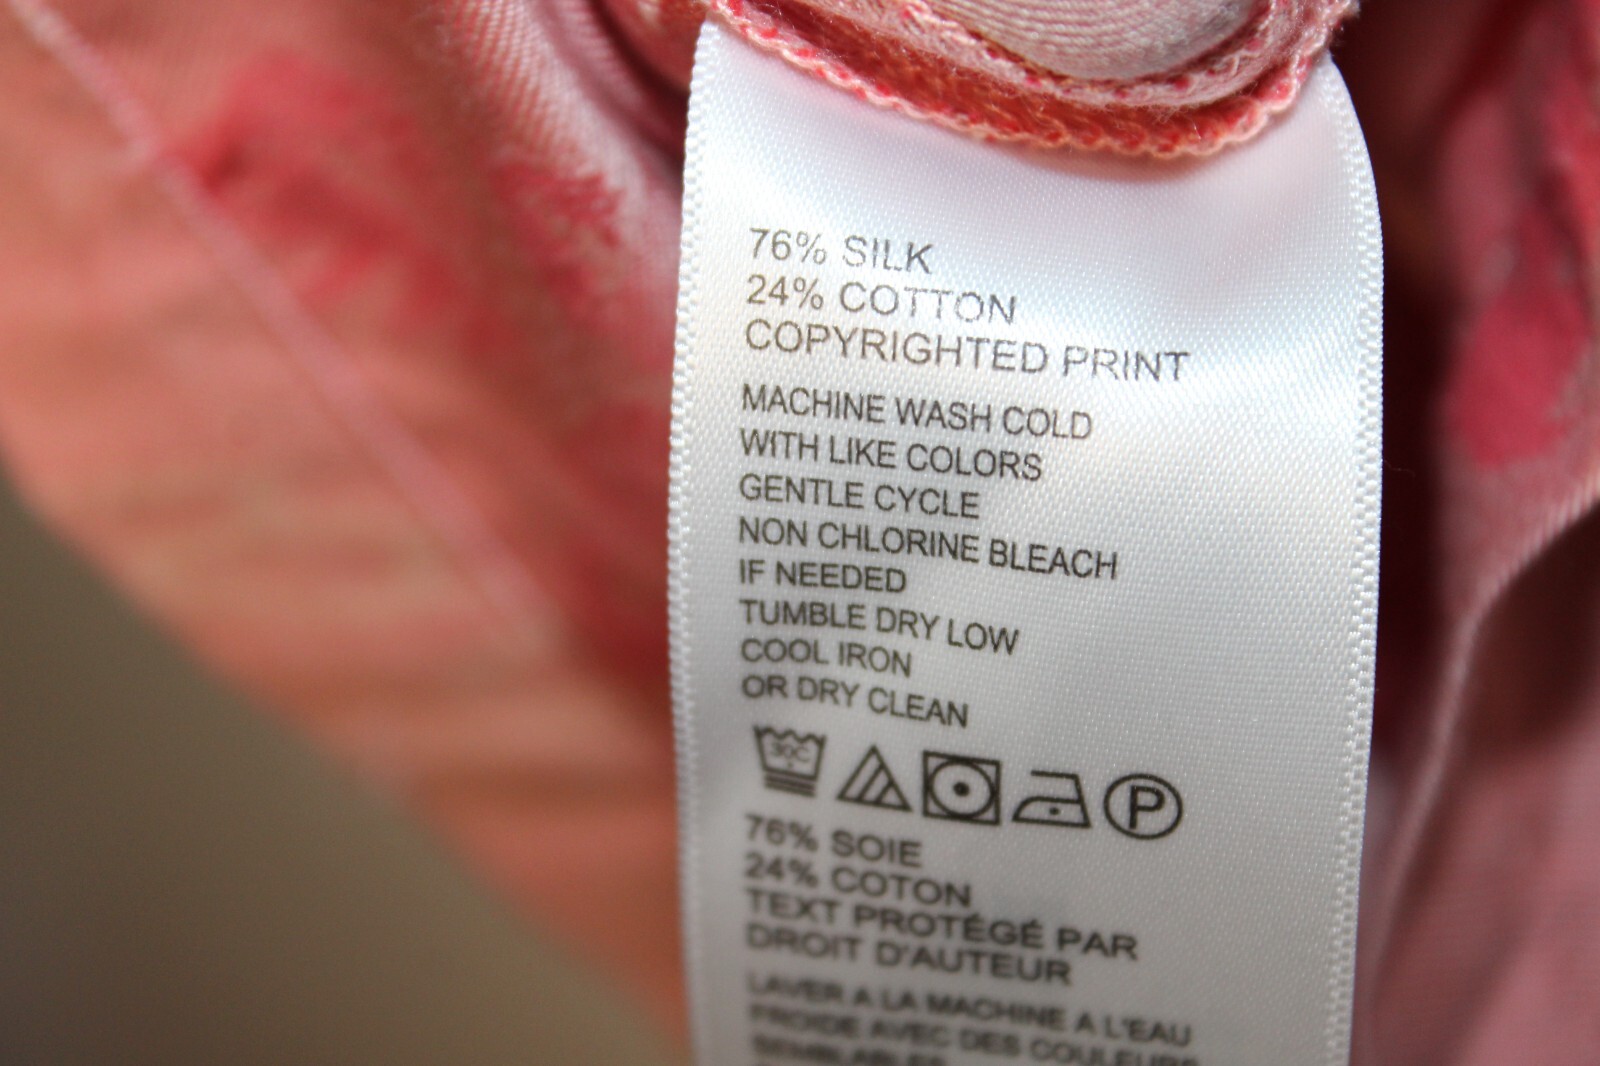 76% SILK
24% COTTON
COPYRIGHTED PRINT
MACHINE WASH COLD
WITH LIKE COLORS
GENTLE CYCLE
NON CHLORINE BLEACH
IF NEEDED
TUMBLE DRY LOW
COOL IRON
OR DRY CLEAN
30C P
76% SOIE
24% COTON
TEXT PROTÉGÉ PAR
DROIT D'AUTEUR
LAVER A LA MACHINE A L'EAU
FROIDE AVEC DES COULEURS
SEMBLABLES